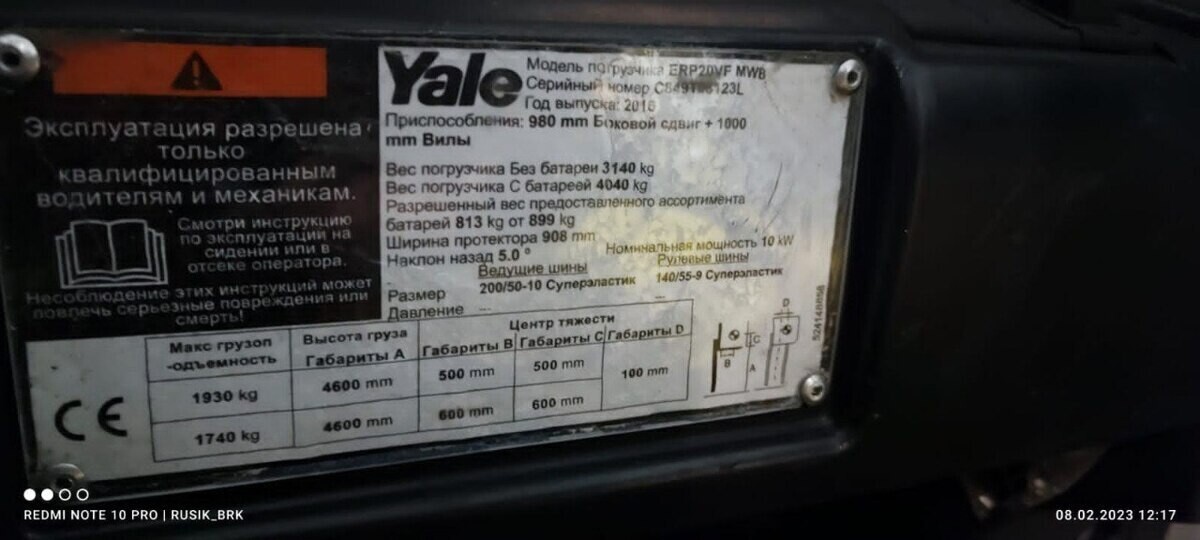 Эксплуатация разрешена
только
квалифицированным
водителям и механикам.
Смотри инструкцию
по эксплуатации на
сидении или в
отсеке оператора.
Несоблюдение этих инструкций может
повлечь серьезные повреждения или
смерть!
Yale
Модель погрузчика ERP20VF MWB
Серийный номер
Год выпуска: 2016
Приспособления: 980 mm Боковой сдвиг + 1000
mm Вилы
Вес погрузчика Без батареи 3140 kg
Вес погрузчика С батареей 4040 kg
Разрешенный вес предоставленного ассортимента
батарей 813 kg от 899 kg
Ширина протектора 908 mm
Наклон назад 5.0 ° Номинальная мощность 10 kW
Ведущие шины Рулевые шины
Размер 200/50-10 Суперэластик 140/55-9 Суперэластик
Давление
Макс грузоп Высота груза Центр тяжести
-одъемность Габариты A Габариты B Габариты C Габариты D
1930 kg 4600 mm 500 mm 500 mm 100 mm
1740 kg 4600 mm 600 mm 600 mm
CE
D
C
B
A
REDMI NOTE 10 PRO | RUSIK_BRK
08.02.2023 12:17